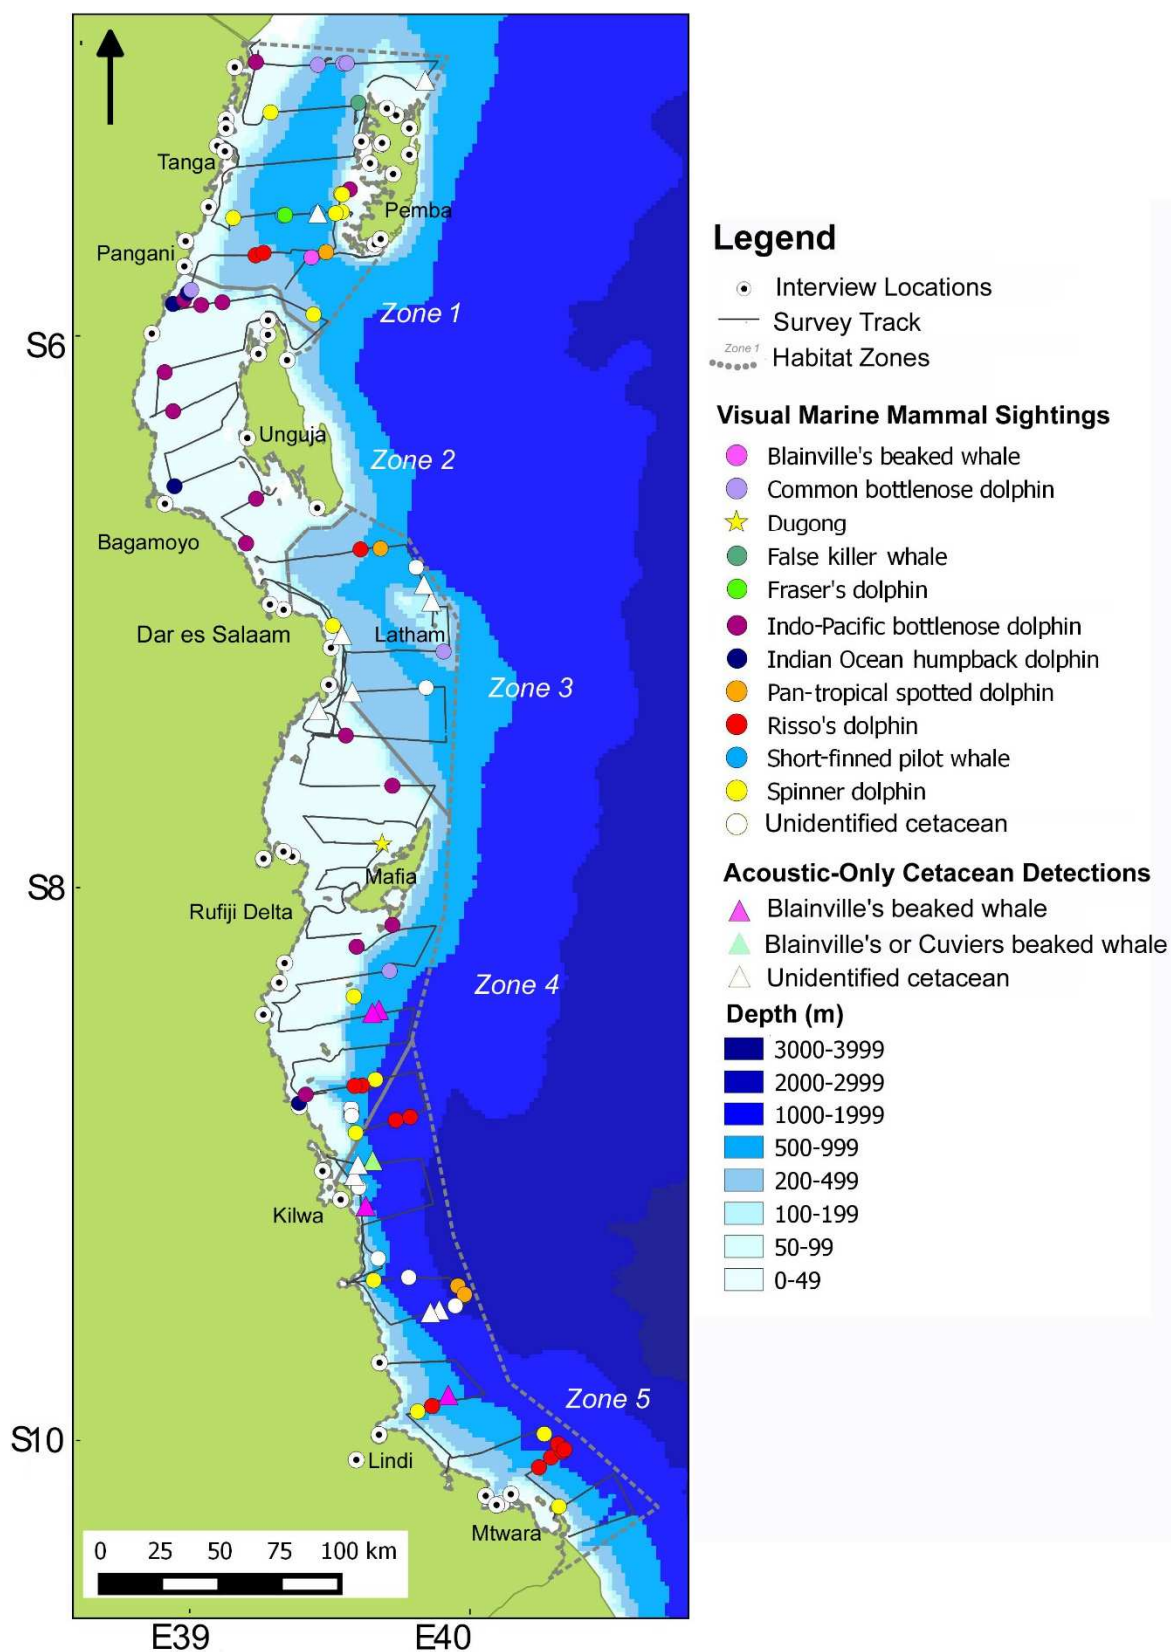 Tanga
Pemba
Pangani
Zone 1
S6
Unguja
Zone 2
Bagamoyo
Dar es Salaam
Latham
Zone 3
S8
Mafia
Rufiji Delta
Zone 4
Kilwa
Zone 5
S10
Lindi
Mtwara
0 25 50 75 100 km
E39 E40
Legend
Interview Locations
Survey Track
Zone 1
Habitat Zones
Visual Marine Mammal Sightings
Blainville's beaked whale
Common bottlenose dolphin
Dugong
False killer whale
Fraser's dolphin
Indo-Pacific bottlenose dolphin
Indian Ocean humpback dolphin
Pan-tropical spotted dolphin
Risso's dolphin
Short-finned pilot whale
Spinner dolphin
Unidentified cetacean
Acoustic-Only Cetacean Detections
Blainville's beaked whale
Blainville's or Cuviers beaked whale
Unidentified cetacean
Depth (m)
3000-3999
2000-2999
1000-1999
500-999
200-499
100-199
50-99
0-49